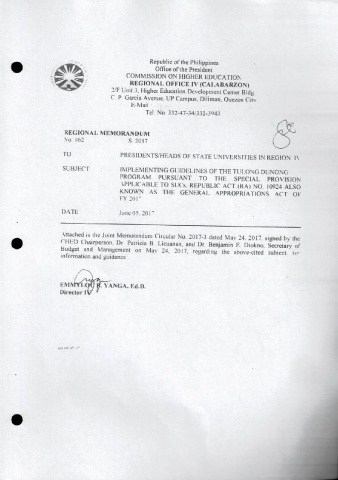 Republic of the Philippines
Office of the President
COMMISSION ON HIGHER EDUCATION
REGIONAL OFFICE IV (CALABARZON)
2/F Unit 3, Higher Education Development Center Bldg.
C. P. Garcia Avenue, UP Campus, Diliman, Quezon City
E-Mail
Tel No 332-47-34/332-3943
REGIONAL MEMORANDUM
No. S. 2017
TO PRESIDENTS/HEADS OF STATE UNIVERSITIES IN REGION IV
SUBJECT IMPLEMENTING GUIDELINES OF THE TULONG DUNONG
PROGRAM PURSUANT TO THE SPECIAL PROVISION
APPLICABLE TO SUCs, REPUBLIC ACT (RA) NO. 10924 ALSO
KNOWN AS THE GENERAL APPROPRIATIONS ACT OF
FY 2017
DATE June 05, 2017
Attached is the Joint Memorandum Circular No. 2017-3 dated May 24, 2017, signed by the
CHED Chairperson, Dr. Patricia B. Licuanan, and Dr. Benjamin E. Diokno, Secretary of
Budget and Management on May 24, 2017, regarding the above-cited subject, for
information and guidance
EMMYLOU B. YANGA, Ed.D.
Director IV